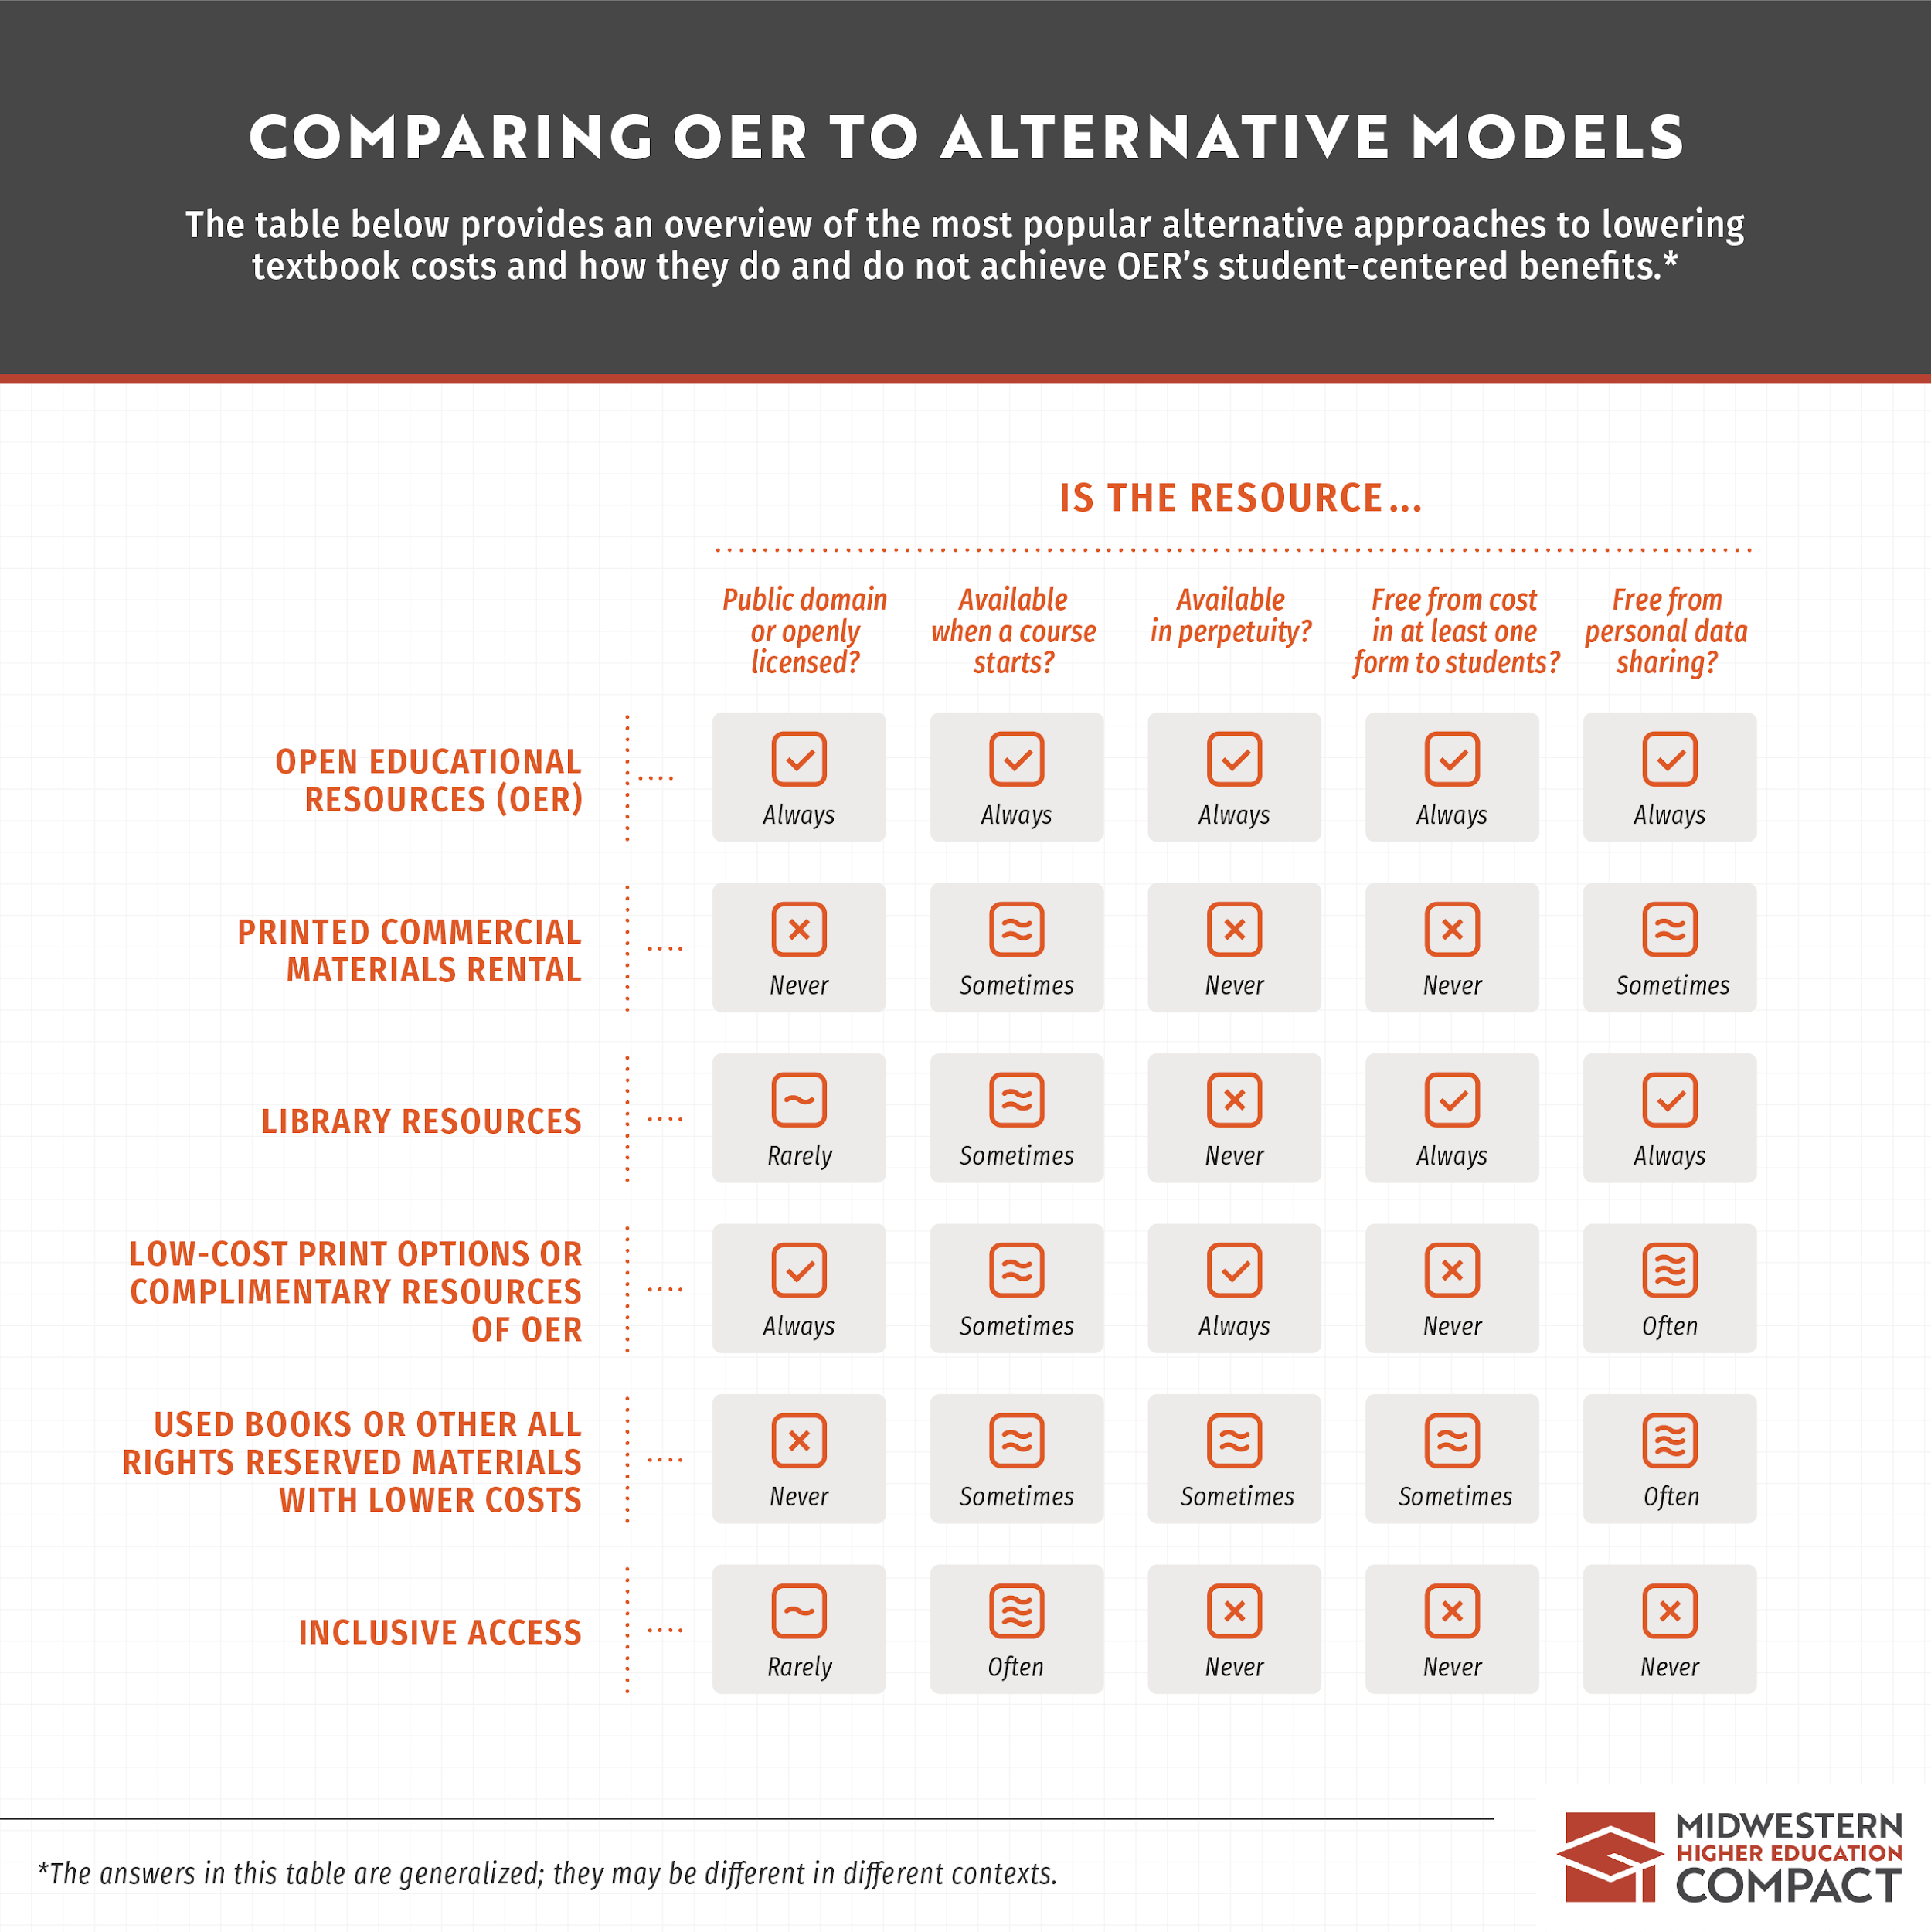 COMPARING OER TO ALTERNATIVE MODELS
The table below provides an overview of the most popular alternative approaches to lowering
textbook costs and how they do and do not achieve OER's student-centered benefits.*
IS THE RESOURCE...
Public domain
or openly
licensed?
Available
when a course
starts?
Available
in perpetuity?
Free from cost
in at least one
form to students?
Free from
personal data
sharing?
OPEN EDUCATIONAL
RESOURCES (OER)
Always
Always
Always
Always
Always
PRINTED COMMERCIAL
MATERIALS RENTAL
Never
Sometimes
Never
Never
Sometimes
LIBRARY RESOURCES
Rarely
Sometimes
Never
Always
Always
LOW-COST PRINT OPTIONS OR
COMPLIMENTARY RESOURCES
OF OER
Always
Sometimes
Always
Never
Often
USED BOOKS OR OTHER ALL
RIGHTS RESERVED MATERIALS
WITH LOWER COSTS
Never
Sometimes
Sometimes
Sometimes
Often
INCLUSIVE ACCESS
Rarely
Often
Never
Never
Never
*The answers in this table are generalized; they may be different in different contexts.
MIDWESTERN
HIGHER EDUCATION
COMPACT